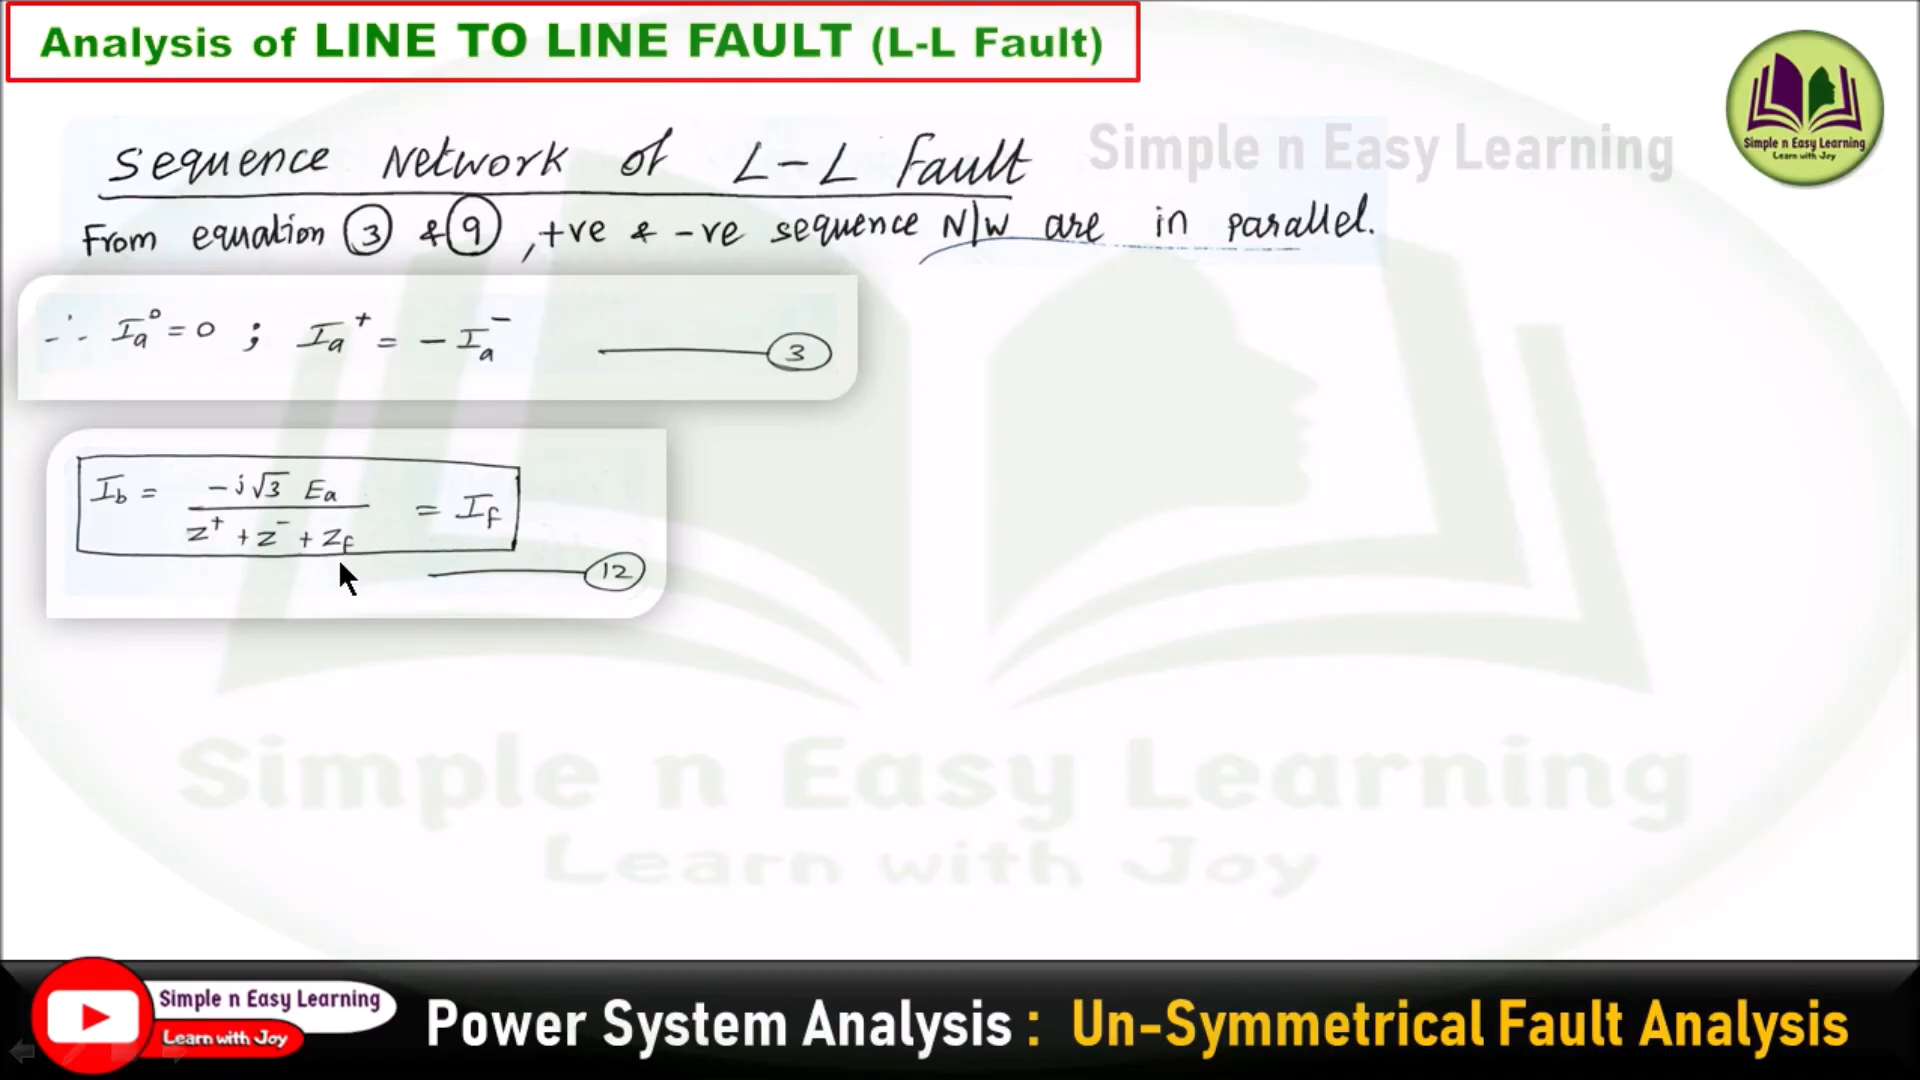 Analysis of LINE TO LINE FAULT (L-L Fault)
Simple n Easy Learning
Learn with Joy
Simple n Easy Learning
Sequence Network of L-L Fault
From equation ③ & ⑨, +ve & -ve sequence N/W are in parallel.
∴ Iₐ⁰ = 0 ; Iₐ⁺ = - Iₐ⁻ ③
I_b = -j√3 Ea / (Z⁺ + Z⁻ + Z_F) = I_F
⑫
Simple n Easy Learning
Learn with Joy
Simple n Easy Learning
Learn with Joy
Power System Analysis : Un-Symmetrical Fault Analysis